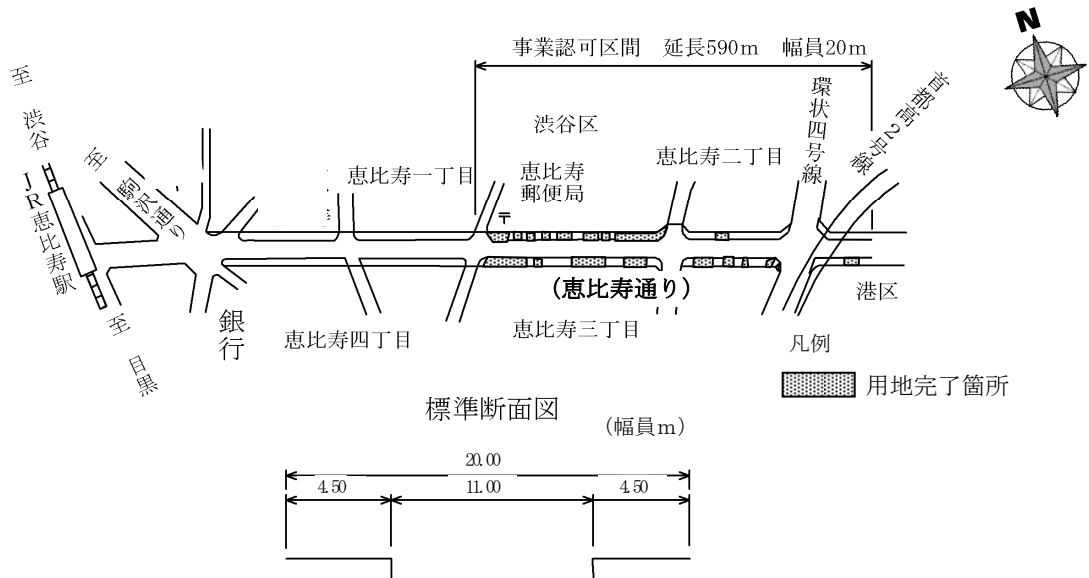 N
事業認可区間 延長590m 幅員20m
至 渋谷
至 駒沢通り
JR恵比寿駅
至 目黒
渋谷区
恵比寿一丁目
恵比寿
郵便局
〒
恵比寿二丁目
環状四号線
首都高2号線
(恵比寿通り)
港区
銀行
恵比寿四丁目
恵比寿三丁目
凡例
用地完了箇所
標準断面図
(幅員m)
20.00
4.50
11.00
4.50